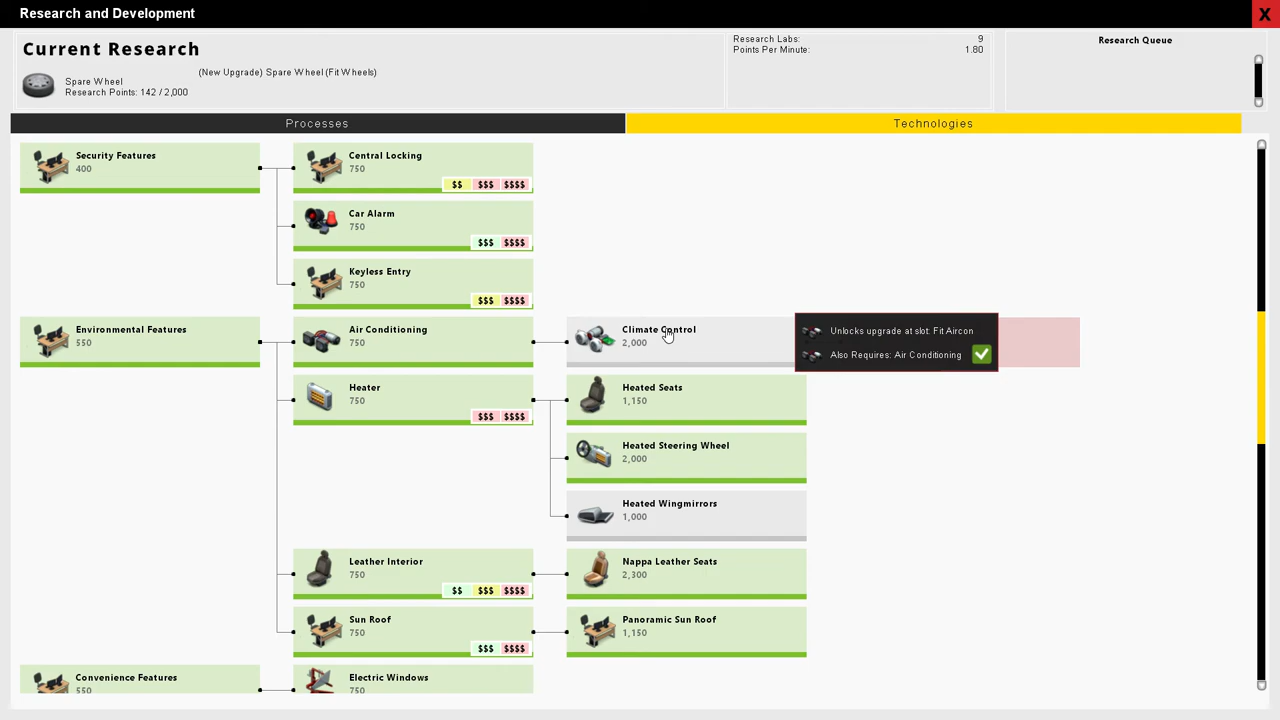 Research and Development
X
Current Research
(New Upgrade) Spare Wheel (Fit Wheels)
Spare Wheel
Research Points: 142 / 2,000
Research Labs: 9
Points Per Minute: 1.80
Research Queue
Processes
Technologies
Security Features
400
Central Locking
750
$$ $$$ $$$$
Car Alarm
750
$$$ $$$$
Keyless Entry
750
$$$ $$$$
Environmental Features
550
Air Conditioning
750
Climate Control
2,000
Unlocks upgrade at slot: Fit Aircon
Also Requires: Air Conditioning
Heater
750
$$$ $$$$
Heated Seats
1,150
Heated Steering Wheel
2,000
Heated Wingmirrors
1,000
Leather Interior
750
$$ $$$ $$$$
Nappa Leather Seats
2,300
Sun Roof
750
$$$ $$$$
Panoramic Sun Roof
1,150
Convenience Features
550
Electric Windows
750